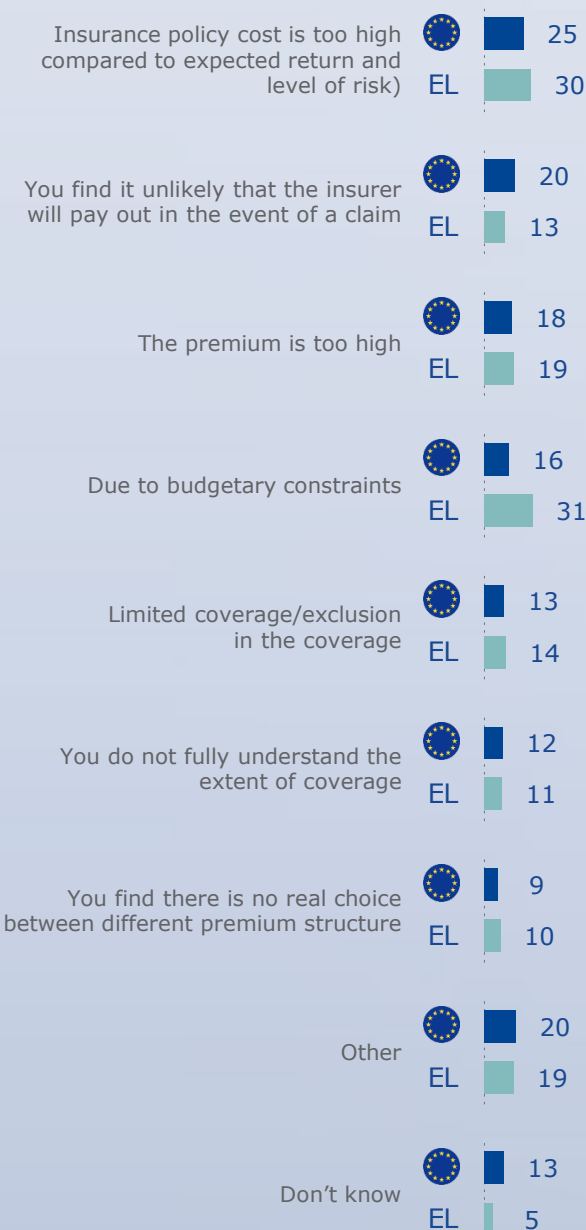 Insurance policy cost is too high
compared to expected return and
level of risk)
25
EL 30
You find it unlikely that the insurer
will pay out in the event of a claim
20
EL 13
The premium is too high
18
EL 19
Due to budgetary constraints
16
EL 31
Limited coverage/exclusion
in the coverage
13
EL 14
You do not fully understand the
extent of coverage
12
EL 11
You find there is no real choice
between different premium structure
9
EL 10
Other
20
EL 19
Don’t know
13
EL 5